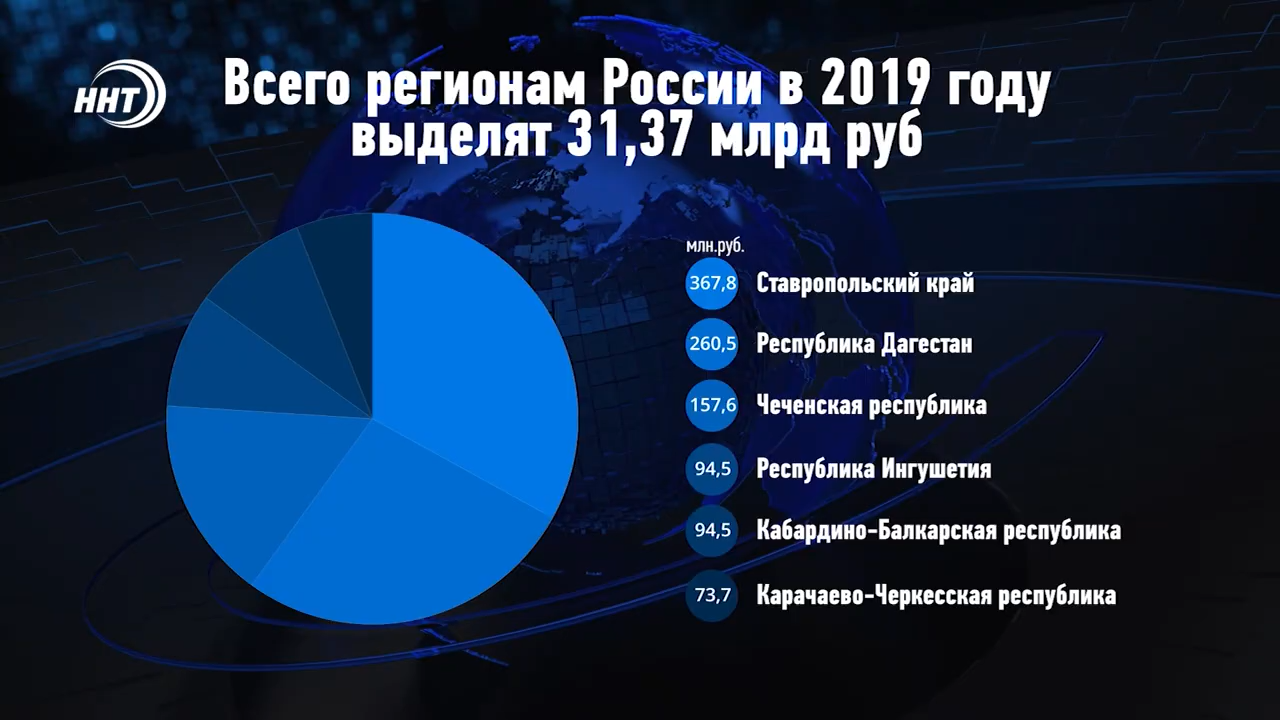 ННТ
Всего регионам России в 2019 году
выделят 31,37 млрд руб
млн.руб.
367,8 Ставропольский край
260,5 Республика Дагестан
157,6 Чеченская республика
94,5 Республика Ингушетия
94,5 Кабардино-Балкарская республика
73,7 Карачаево-Черкесская республика